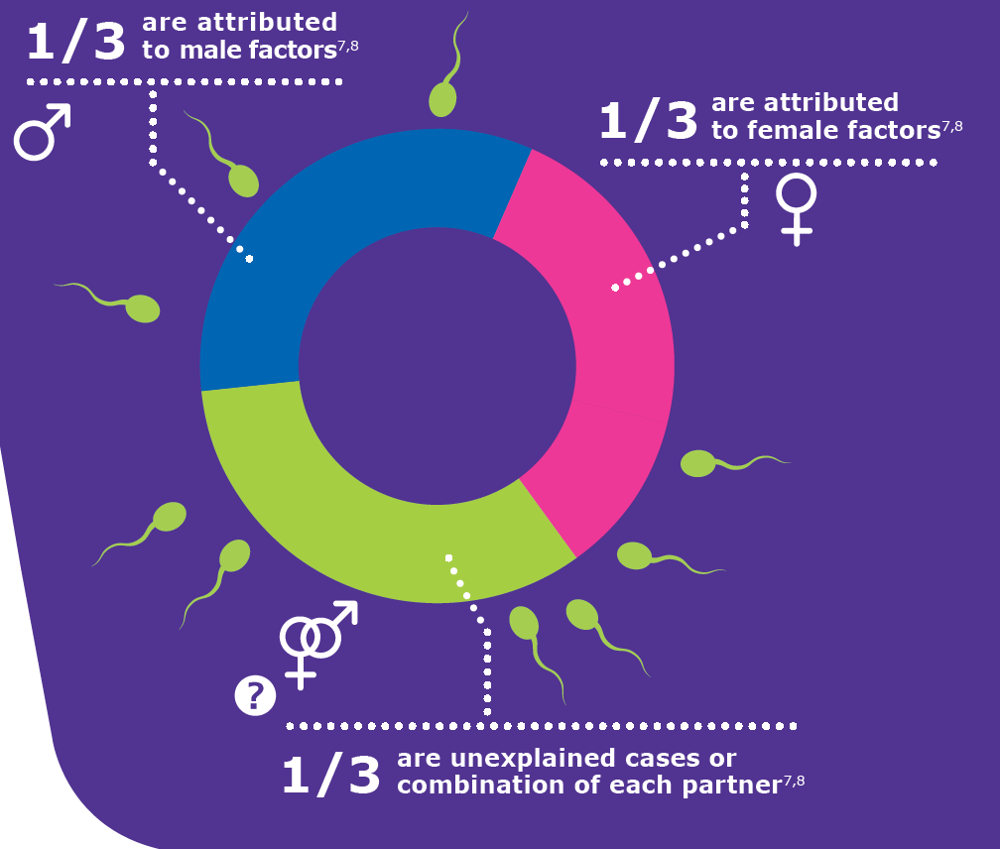 1/3 are attributed
to male factors7,8
1/3 are attributed
to female factors7,8
?
1/3 are unexplained cases or
combination of each partner7,8